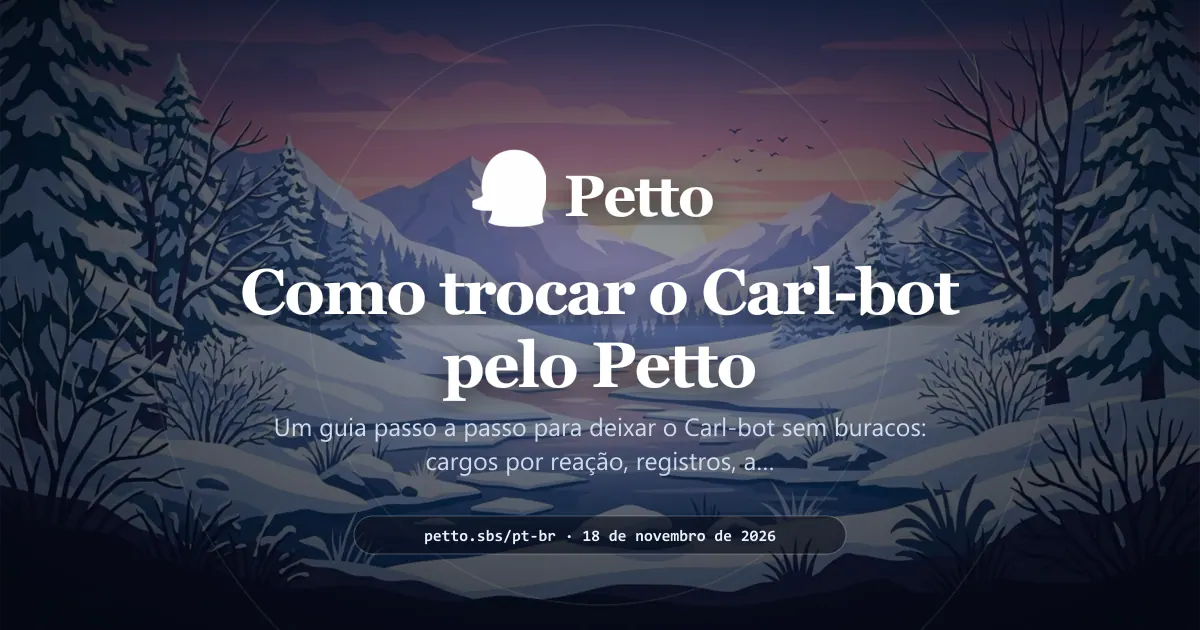 Petto
Como trocar o Carl-bot
pelo Petto
Um guia passo a passo para deixar o Carl-bot sem buracos:
cargos por reação, registros, a...
petto.sbs/pt-br · 18 de novembro de 2026